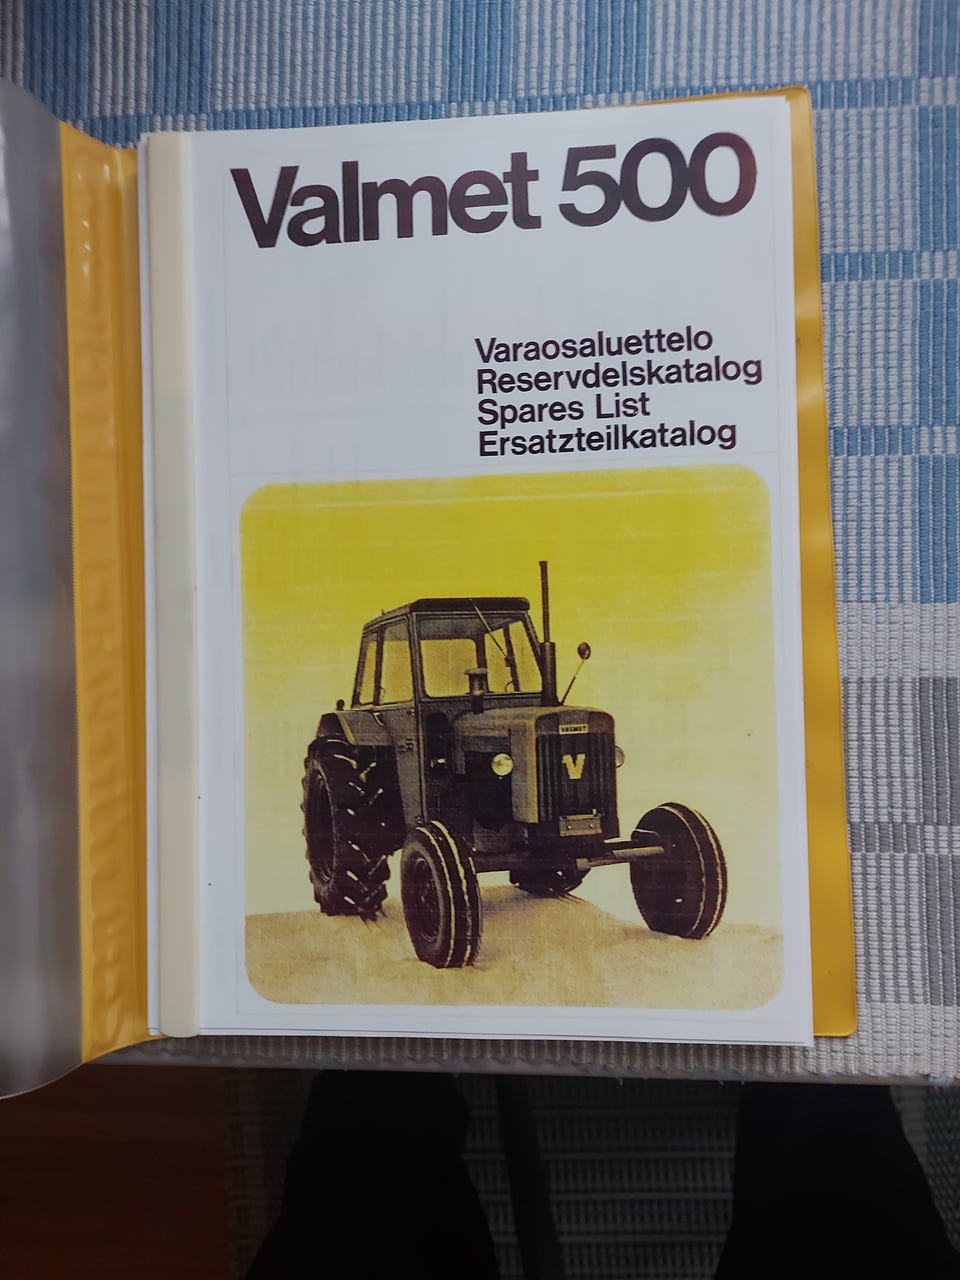 Valmet 500
Varaosaluettelo
Reservdelskatalog
Spares List
Ersatzteilkatalog
VALMET
V